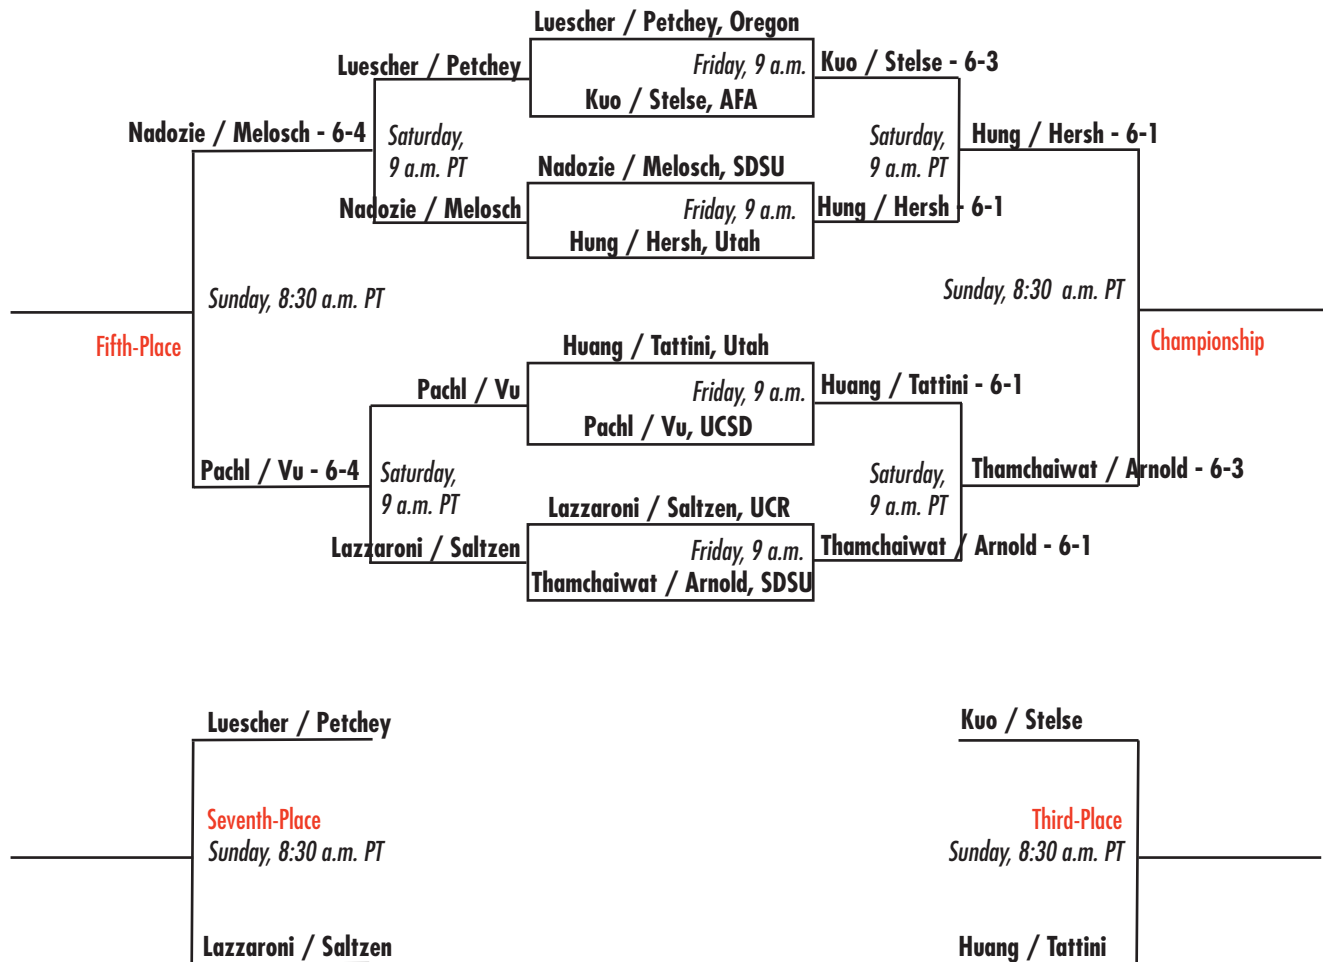 Luescher / Petchey, Oregon
Luescher / Petchey
Friday, 9 a.m.
Kuo / Stelse - 6-3
Kuo / Stelse, AFA
Nadozie / Melosch - 6-4
Saturday,
9 a.m. PT
Saturday,
9 a.m. PT
Hung / Hersh - 6-1
Nadozie / Melosch, SDSU
Nadozie / Melosch
Friday, 9 a.m.
Hung / Hersh - 6-1
Hung / Hersh, Utah
Sunday, 8:30 a.m. PT
Sunday, 8:30 a.m. PT
Fifth-Place
Championship
Huang / Tattini, Utah
Pachl / Vu
Friday, 9 a.m.
Huang / Tattini - 6-1
Pachl / Vu, UCSD
Pachl / Vu - 6-4
Saturday,
9 a.m. PT
Saturday,
9 a.m. PT
Thamchaiwat / Arnold - 6-3
Lazzaroni / Saltzen, UCR
Lazzaroni / Saltzen
Friday, 9 a.m.
Thamchaiwat / Arnold - 6-1
Thamchaiwat / Arnold, SDSU
Luescher / Petchey
Kuo / Stelse
Seventh-Place
Sunday, 8:30 a.m. PT
Third-Place
Sunday, 8:30 a.m. PT
Lazzaroni / Saltzen
Huang / Tattini